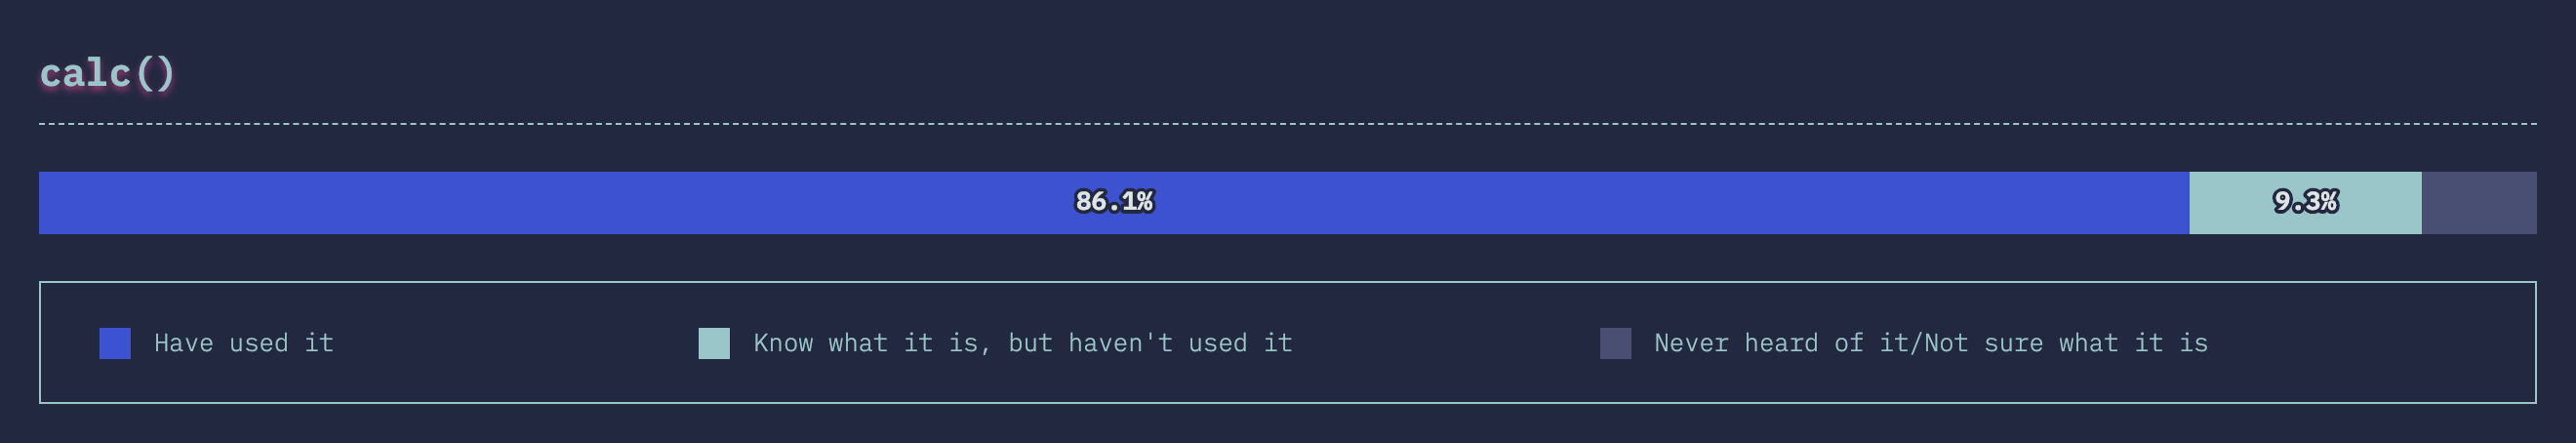 calc()
86.1%
9.3%
Have used it
Know what it is, but haven't used it
Never heard of it/Not sure what it is